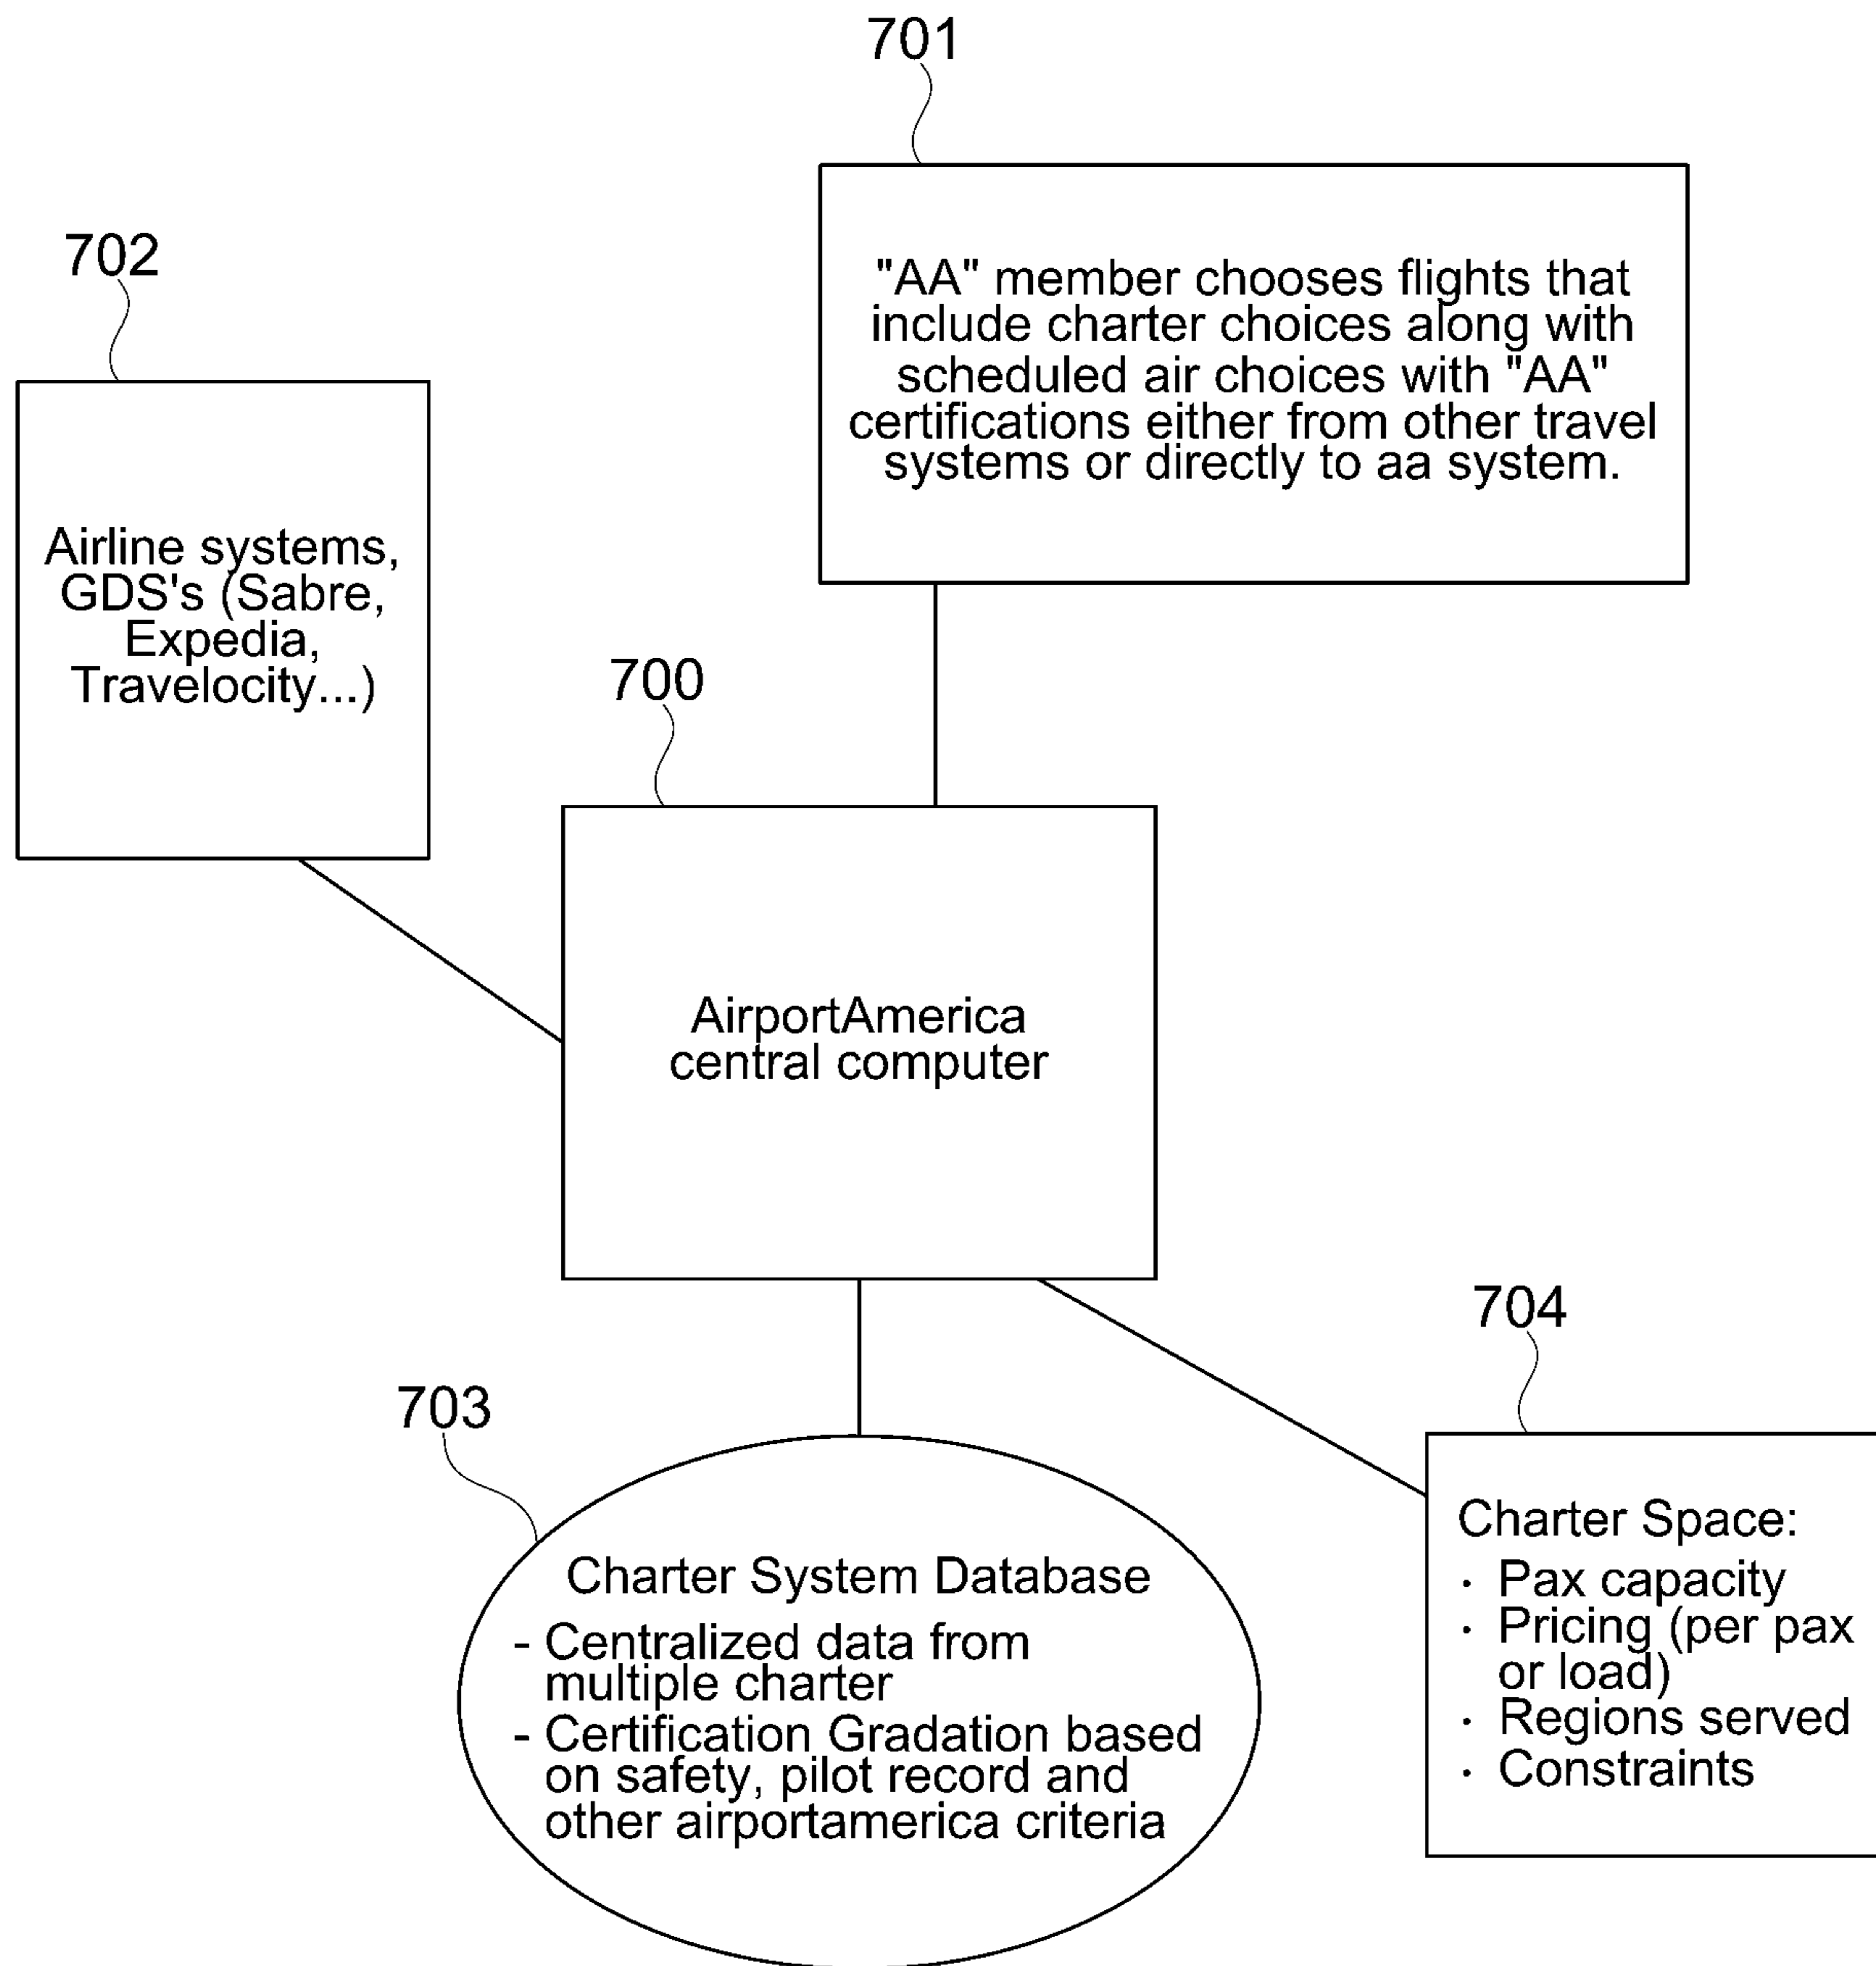 701
"AA" member chooses flights that
include charter choices along with
scheduled air choices with "AA"
certifications either from other travel
systems or directly to aa system.
702
Airline systems,
GDS's (Sabre,
Expedia,
Travelocity...)
700
AirportAmerica
central computer
703
Charter System Database
- Centralized data from
multiple charter
- Certification Gradation based
on safety, pilot record and
other airportamerica criteria
704
Charter Space:
· Pax capacity
· Pricing (per pax
or load)
· Regions served
· Constraints